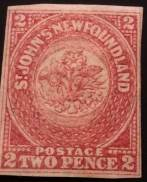 2 2
ST. JOHN'S NEWFOUNDLAND
POSTAGE
2 TWO PENCE 2